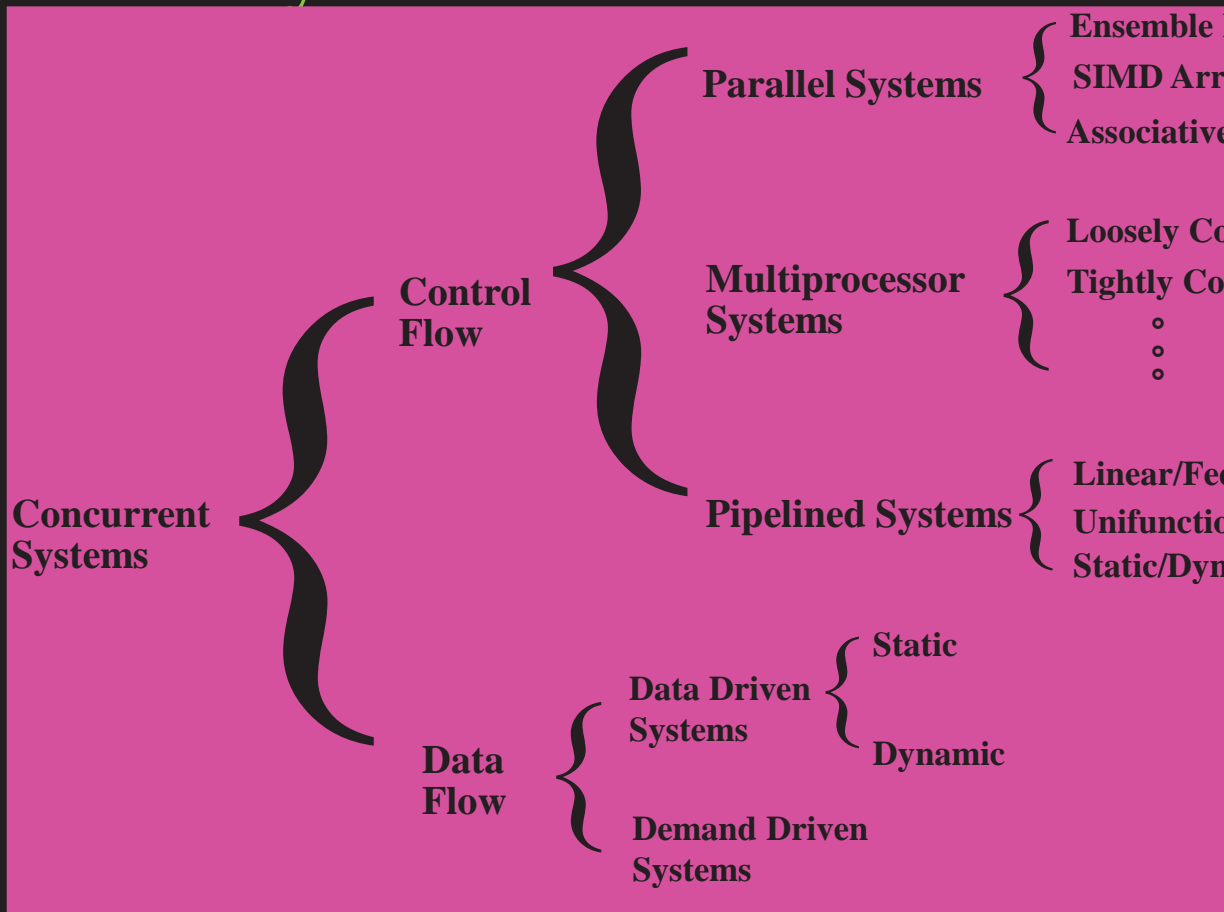 Concurrent
Systems
Control
Flow
Parallel Systems
Ensemble
SIMD
Associative
Multiprocessor
Systems
Loosely
Tightly
Pipelined Systems
Data
Flow
Data Driven
Systems
Static
Dynamic
Demand Driven
Systems